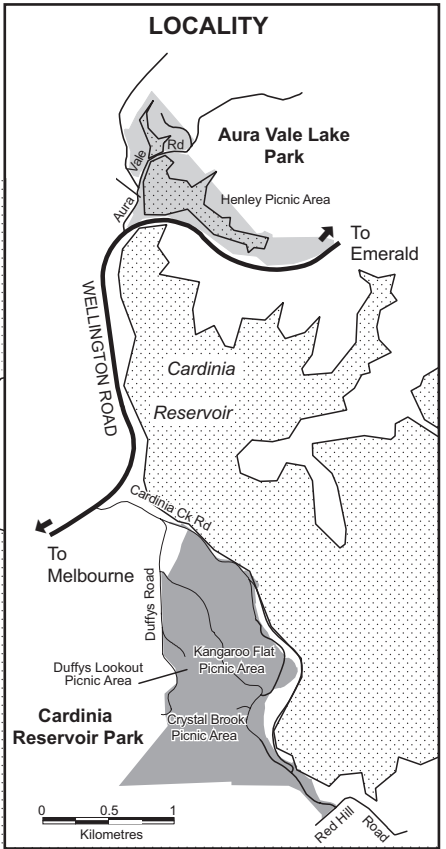 LOCALITY
Aura Vale Lake
Park
Rd
Vale
Aura
Henley Picnic Area
To
Emerald
WELLINGTON ROAD
Cardinia
Reservoir
Cardinia Ck Rd
To
Melbourne
Duffys Road
Kangaroo Flat
Picnic Area
Duffys Lookout
Picnic Area
Cardinia
Reservoir Park
Crystal Brook
Picnic Area
0 0.5 1
Kilometres
Red Hill
Road